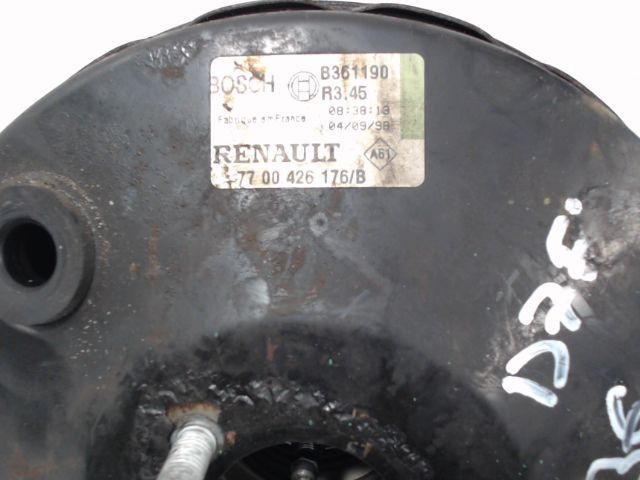 BOSCH B361190
R3.45
08:38:13
Fabriqué en France 04/09/98
RENAULT A61
77 00 426 176/B